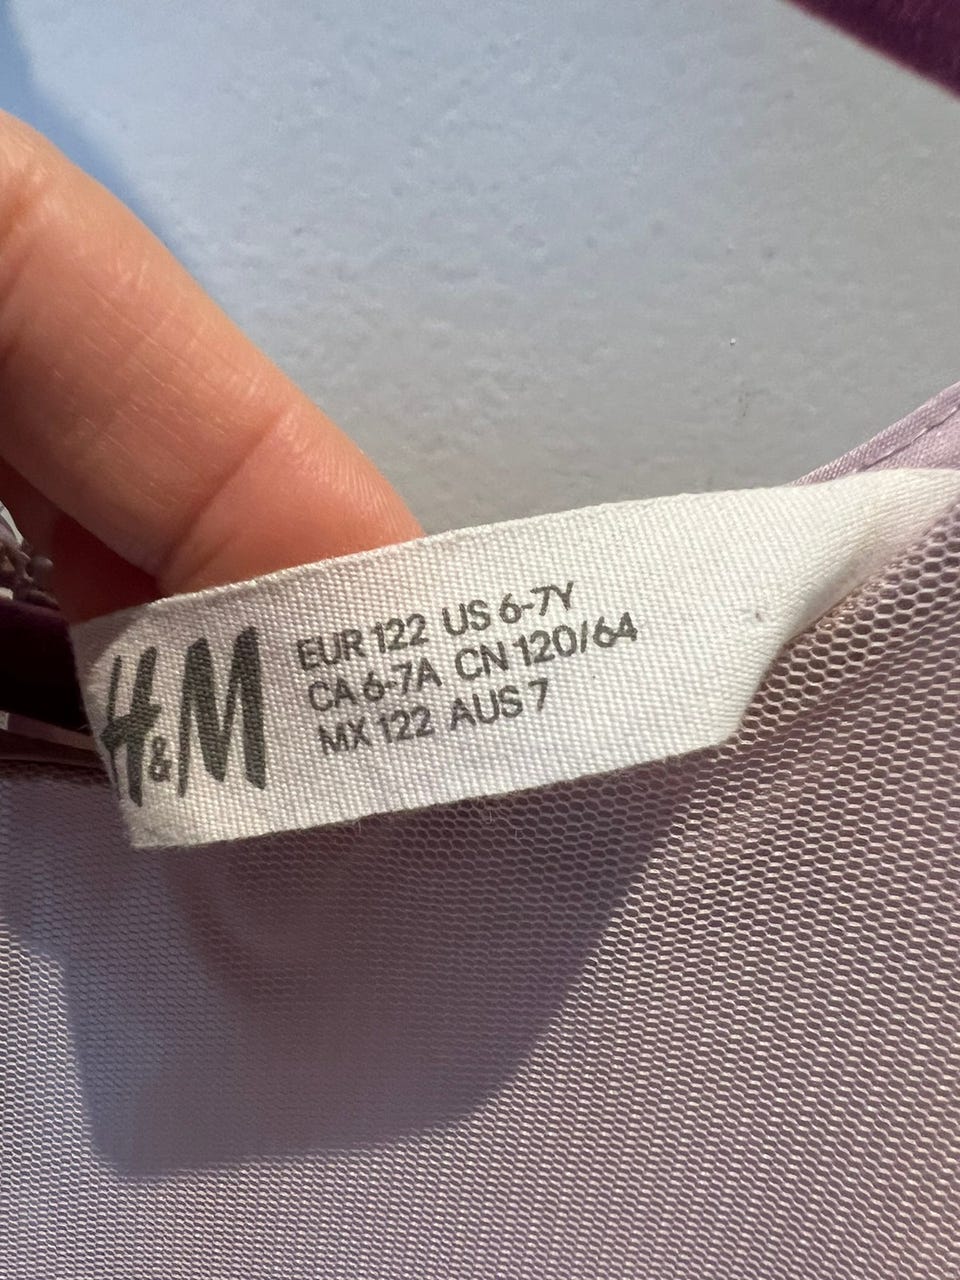 H&M
EUR 122 US 6-7Y
CA 6-7A CN 120/64
MX 122 AUS 7